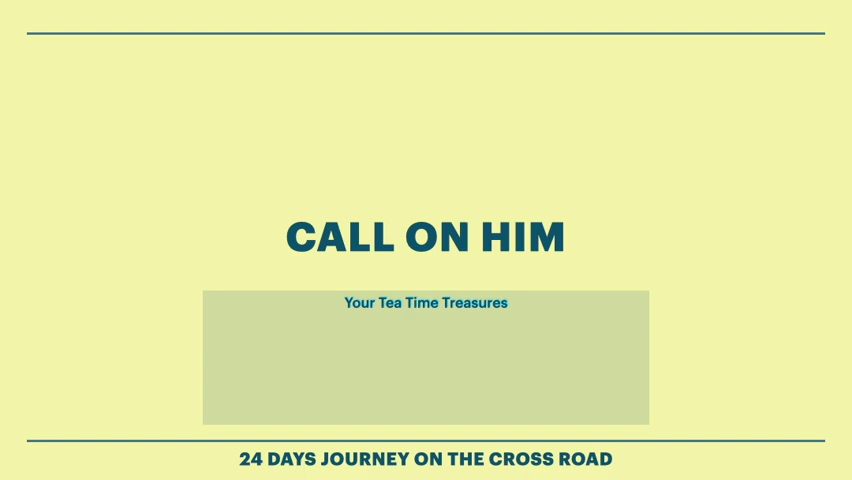 CALL ON HIM
Your Tea Time Treasures
24 DAYS JOURNEY ON THE CROSS ROAD